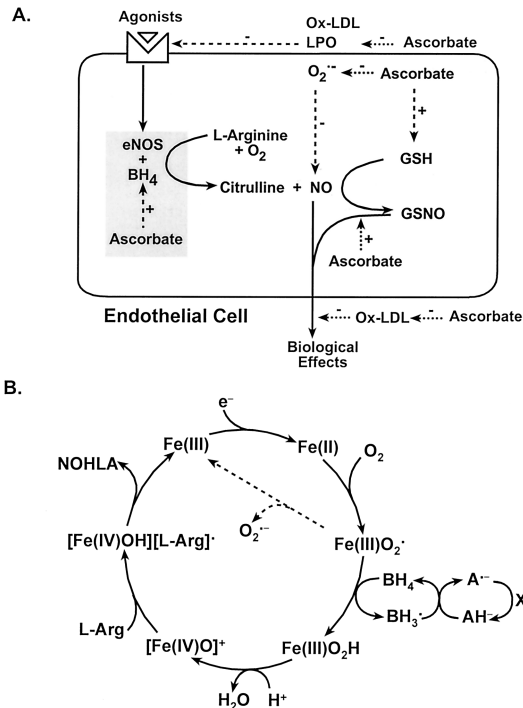 A.
Agonists
Ox-LDL
LPO - Ascorbate
-
O₂˙⁻ - Ascorbate
- +
eNOS
+
BH₄
+
Ascorbate
L-Arginine
+ O₂
Citrulline + NO
GSH
GSNO
+
Ascorbate
Endothelial Cell
- Ox-LDL - Ascorbate
Biological
Effects
B.
e⁻
Fe(III)
Fe(II)
NOHLA
O₂
O₂˙⁻
[Fe(IV)OH][L-Arg]˙
Fe(III)O₂˙
BH₄
A˙⁻
X
BH₃˙
AH⁻
L-Arg
[Fe(IV)O]⁺
Fe(III)O₂H
H₂O
H⁺